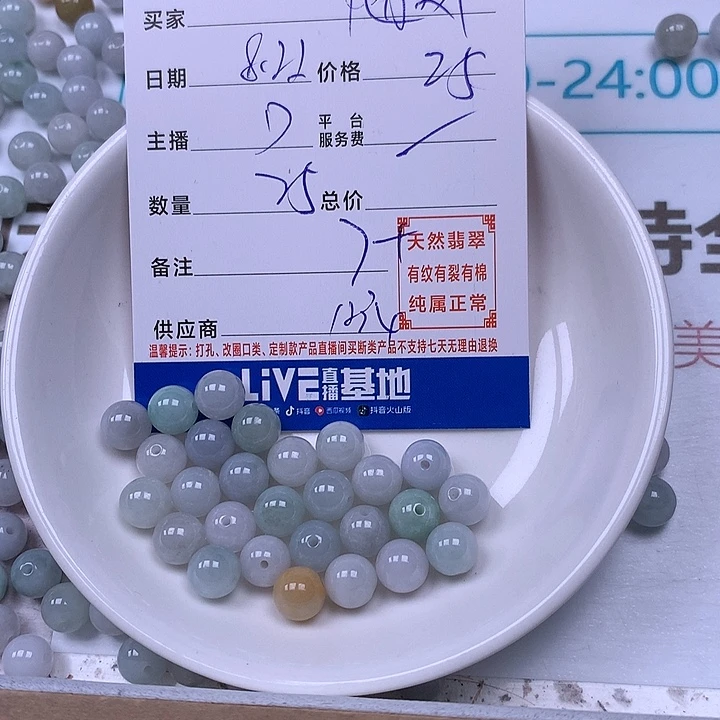 买家
日期 8.22 价格 25
-24:00
主播 平台服务费
数量 25 总价
持全
备注 7+
天然翡翠
有纹有裂有棉
纯属正常
美
供应商
温馨提示：打孔、改圈口类、定制款产品直播间买断类产品不支持七天无理由退换
LiVE直播基地
抖音 西瓜视频 抖音火山版